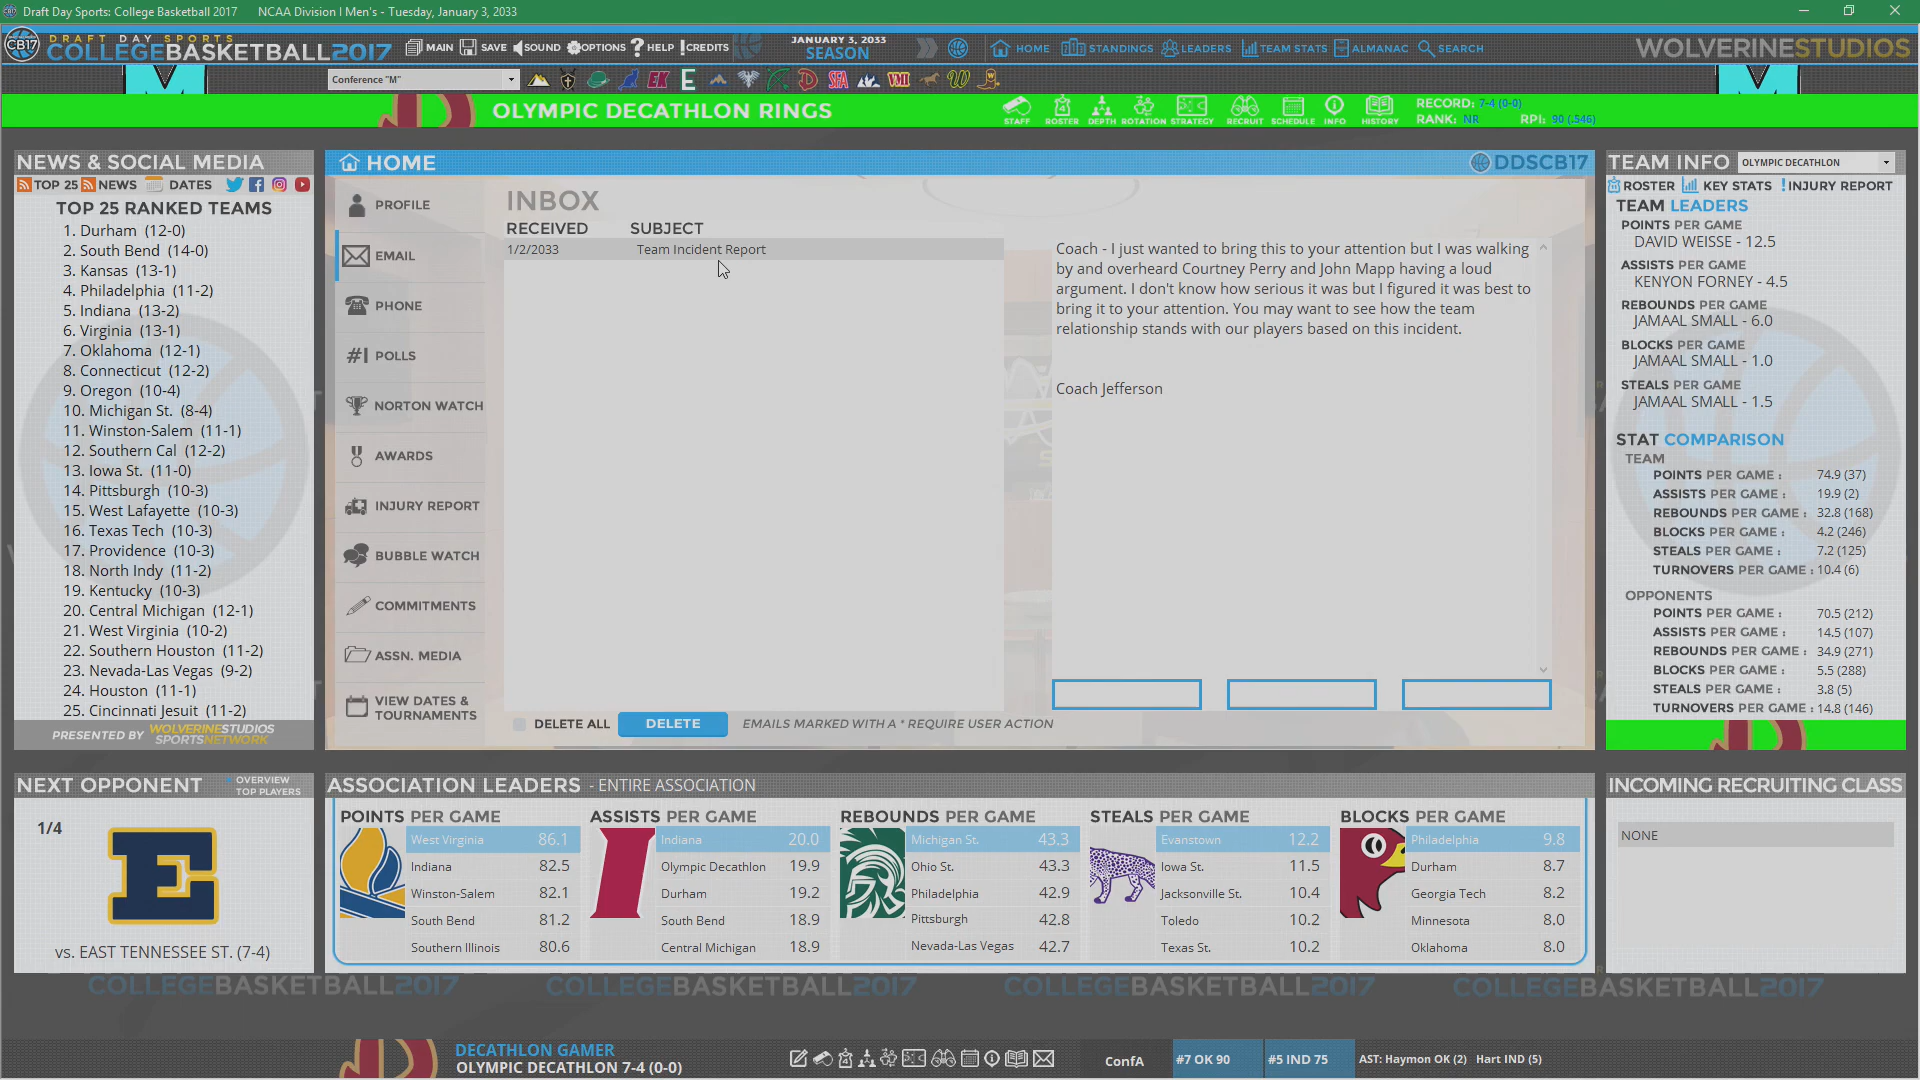 Draft Day Sports: College Basketball 2017 NCAA Division I Men's - Tuesday, January 3, 2033
CB17 DRAFT DAY SPORTS COLLEGEBASKETBALL2017
MAIN SAVE SOUND OPTIONS HELP CREDITS
JANUARY 3, 2033
SEASON
HOME STANDINGS LEADERS TEAM STATS ALMANAC SEARCH
WOLVERINESTUDIOS
Conference "M"
OLYMPIC DECATHLON RINGS
STAFF ROSTER DEPTH ROTATION STRATEGY RECRUIT SCHEDULE INFO HISTORY
RECORD: 7-4 (0-0)
RANK: NR RPI: 90 (.546)
NEWS & SOCIAL MEDIA
TOP 25 NEWS DATES
TOP 25 RANKED TEAMS
1. Durham (12-0)
2. South Bend (14-0)
3. Kansas (13-1)
4. Philadelphia (11-2)
5. Indiana (13-2)
6. Virginia (13-1)
7. Oklahoma (12-1)
8. Connecticut (12-2)
9. Oregon (10-4)
10. Michigan St. (8-4)
11. Winston-Salem (11-1)
12. Southern Cal (12-2)
13. Iowa St. (11-0)
14. Pittsburgh (10-3)
15. West Lafayette (10-3)
16. Texas Tech (10-3)
17. Providence (10-3)
18. North Indy (11-2)
19. Kentucky (10-3)
20. Central Michigan (12-1)
21. West Virginia (10-2)
22. Southern Houston (11-2)
23. Nevada-Las Vegas (9-2)
24. Houston (11-1)
25. Cincinnati Jesuit (11-2)
PRESENTED BY WOLVERINESTUDIOS SPORTSNETWORK
HOME
DDSCB17
PROFILE
EMAIL
PHONE
#1 POLLS
NORTON WATCH
AWARDS
INJURY REPORT
BUBBLE WATCH
COMMITMENTS
ASSN. MEDIA
VIEW DATES &
TOURNAMENTS
INBOX
RECEIVED SUBJECT
1/2/2033 Team Incident Report
Coach - I just wanted to bring this to your attention but I was walking
by and overheard Courtney Perry and John Mapp having a loud
argument. I don't know how serious it was but I figured it was best to
bring it to your attention. You may want to see how the team
relationship stands with our players based on this incident.
Coach Jefferson
DELETE ALL DELETE EMAILS MARKED WITH A * REQUIRE USER ACTION
TEAM INFO OLYMPIC DECATHLON
ROSTER KEY STATS INJURY REPORT
TEAM LEADERS
POINTS PER GAME
DAVID WEISSE - 12.5
ASSISTS PER GAME
KENYON FORNEY - 4.5
REBOUNDS PER GAME
JAMAAL SMALL - 6.0
BLOCKS PER GAME
JAMAAL SMALL - 1.0
STEALS PER GAME
JAMAAL SMALL - 1.5
STAT COMPARISON
TEAM
POINTS PER GAME : 74.9 (37)
ASSISTS PER GAME : 19.9 (2)
REBOUNDS PER GAME : 32.8 (168)
BLOCKS PER GAME : 4.2 (246)
STEALS PER GAME : 7.2 (125)
TURNOVERS PER GAME : 10.4 (6)
OPPONENTS
POINTS PER GAME : 70.5 (212)
ASSISTS PER GAME : 14.5 (107)
REBOUNDS PER GAME : 34.9 (271)
BLOCKS PER GAME : 5.5 (288)
STEALS PER GAME : 3.8 (5)
TURNOVERS PER GAME : 14.8 (146)
NEXT OPPONENT
OVERVIEW
TOP PLAYERS
1/4
E
vs. EAST TENNESSEE ST. (7-4)
ASSOCIATION LEADERS - ENTIRE ASSOCIATION
POINTS PER GAME
West Virginia 86.1
Indiana 82.5
Winston-Salem 82.1
South Bend 81.2
Southern Illinois 80.6
ASSISTS PER GAME
Indiana 20.0
Olympic Decathlon 19.9
Durham 19.2
South Bend 18.9
Central Michigan 18.9
REBOUNDS PER GAME
Michigan St. 43.3
Ohio St. 43.3
Philadelphia 42.9
Pittsburgh 42.8
Nevada-Las Vegas 42.7
STEALS PER GAME
Evanstown 12.2
Iowa St. 11.5
Jacksonville St. 10.4
Toledo 10.2
Texas St. 10.2
BLOCKS PER GAME
Philadelphia 9.8
Durham 8.7
Georgia Tech 8.2
Minnesota 8.0
Oklahoma 8.0
INCOMING RECRUITING CLASS
NONE
COLLEGEBASKETBALL2017 COLLEGEBASKETBALL2017 COLLEGEBASKETBALL2017 COLLEGEBASKETBALL2017
DECATHLON GAMER
OLYMPIC DECATHLON 7-4 (0-0)
ConfA #7 OK 90 #5 IND 75 AST: Haymon OK (2) Hart IND (5)